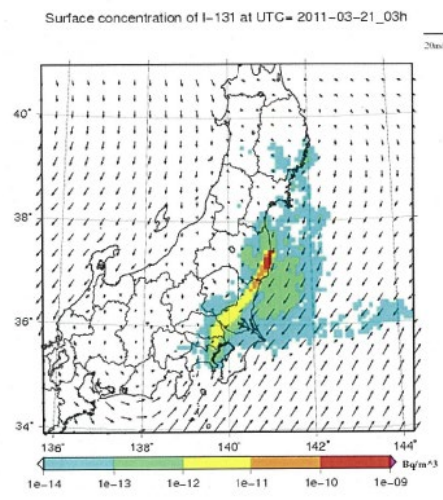 Surface concentration of I-131 at UTC= 2011-03-21_03h
40°
38°
36°
34°
136° 138° 140° 142° 144°
Bq/m^3
1e-14 1e-13 1e-12 1e-11 1e-10 1e-09